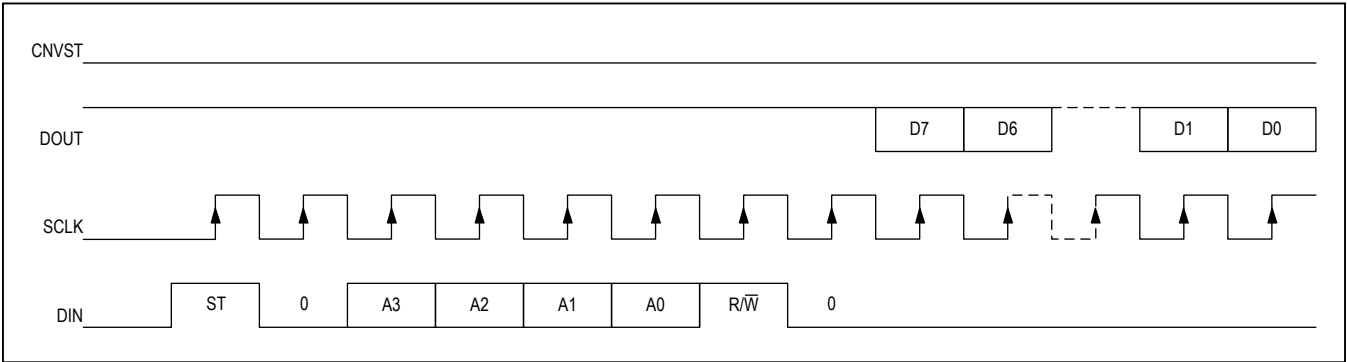 CNVST
DOUT D7 D6 D1 D0
SCLK
DIN ST 0 A3 A2 A1 A0 R/W̅ 0